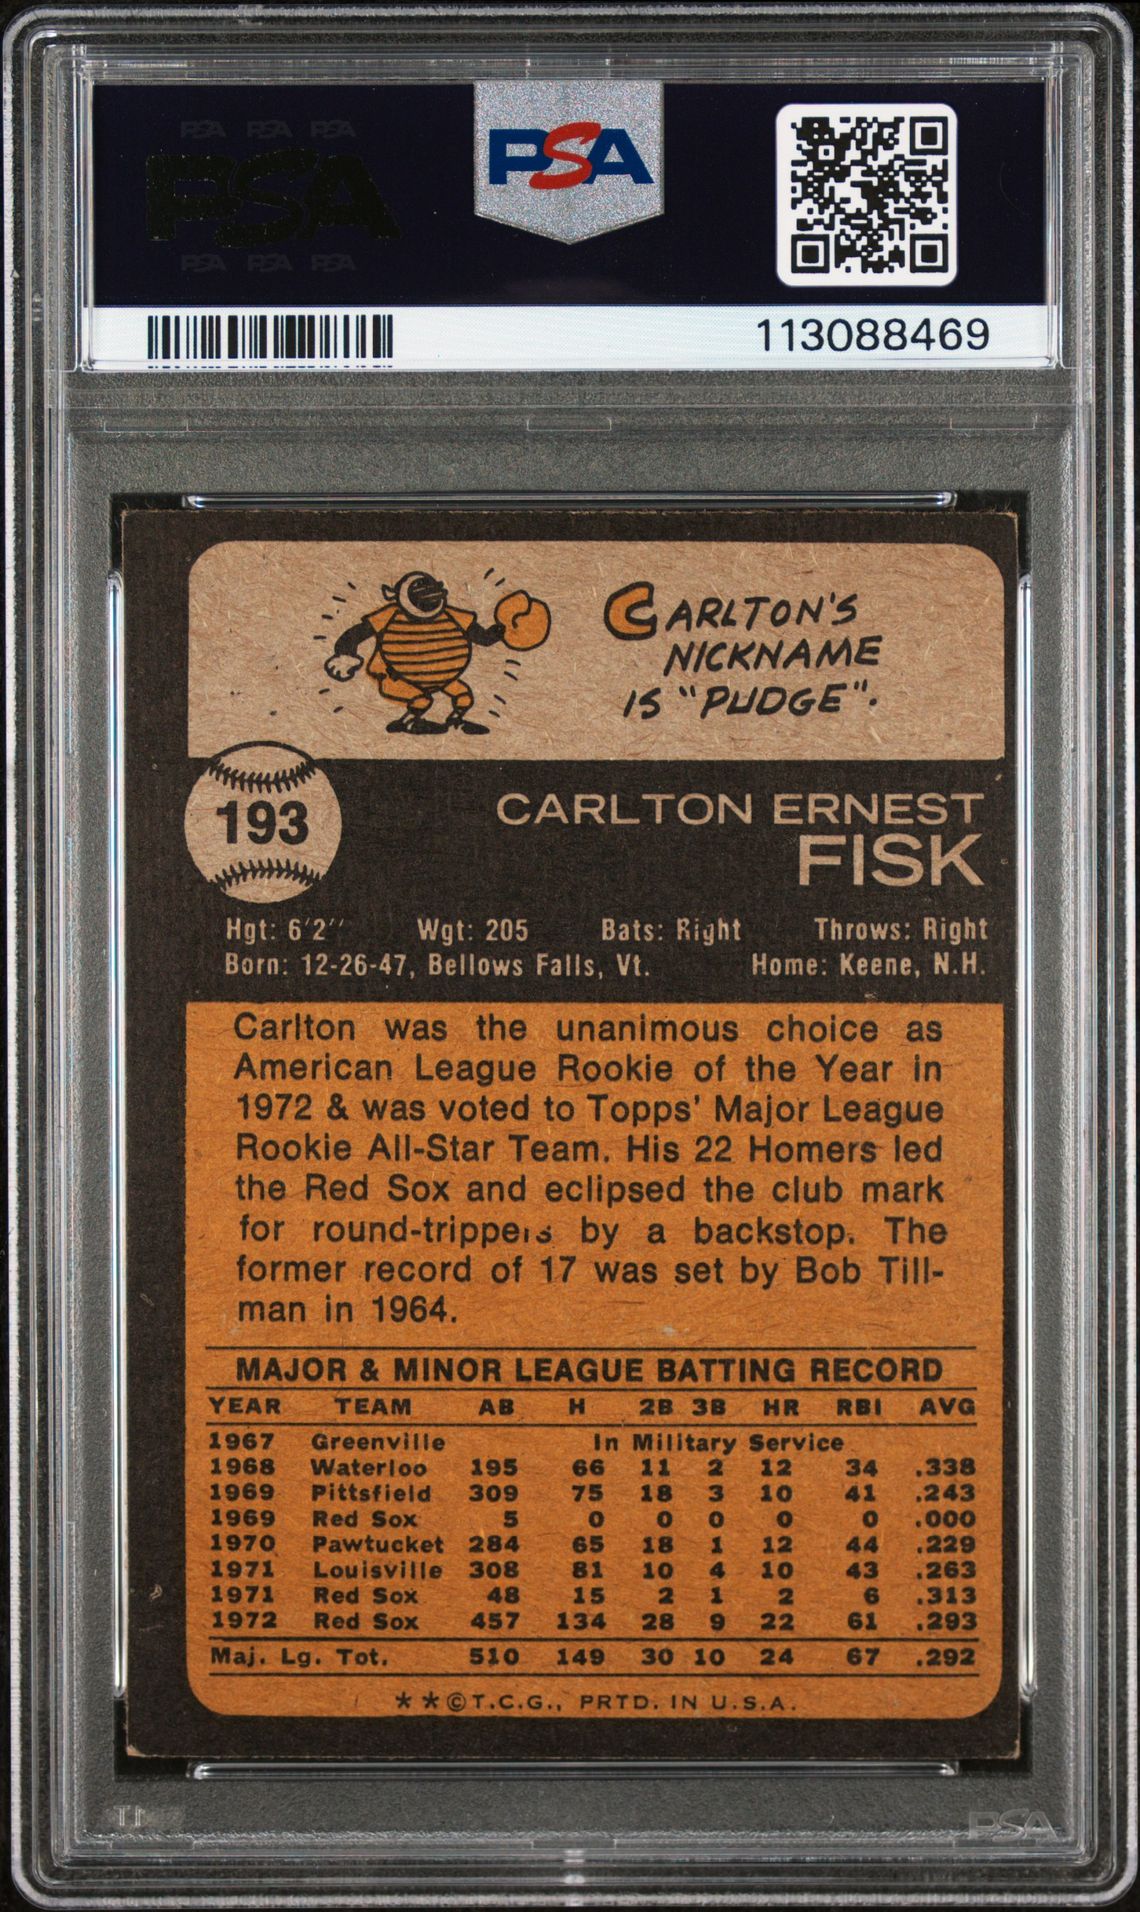 PSA PSA PSA
PSA
PSA PSA PSA
PSA
113088469
CARLTON'S
NICKNAME
IS "PUDGE".
193
CARLTON ERNEST
FISK
Hgt: 6'2'' Wgt: 205 Bats: Right Throws: Right
Born: 12-26-47, Bellows Falls, Vt. Home: Keene, N.H.
Carlton was the unanimous choice as
American League Rookie of the Year in
1972 & was voted to Topps' Major League
Rookie All-Star Team. His 22 Homers led
the Red Sox and eclipsed the club mark
for round-trippers by a backstop. The
former record of 17 was set by Bob Till-
man in 1964.
MAJOR & MINOR LEAGUE BATTING RECORD
YEAR TEAM AB H 2B 3B HR RBI AVG
1967 Greenville In Military Service
1968 Waterloo 195 66 11 2 12 34 .338
1969 Pittsfield 309 75 18 3 10 41 .243
1969 Red Sox 5 0 0 0 0 0 .000
1970 Pawtucket 284 65 18 1 12 44 .229
1971 Louisville 308 81 10 4 10 43 .263
1971 Red Sox 48 15 2 1 2 6 .313
1972 Red Sox 457 134 28 9 22 61 .293
Maj. Lg. Tot. 510 149 30 10 24 67 .292
* * © T.C.G., PRTD. IN U.S.A.
PSA